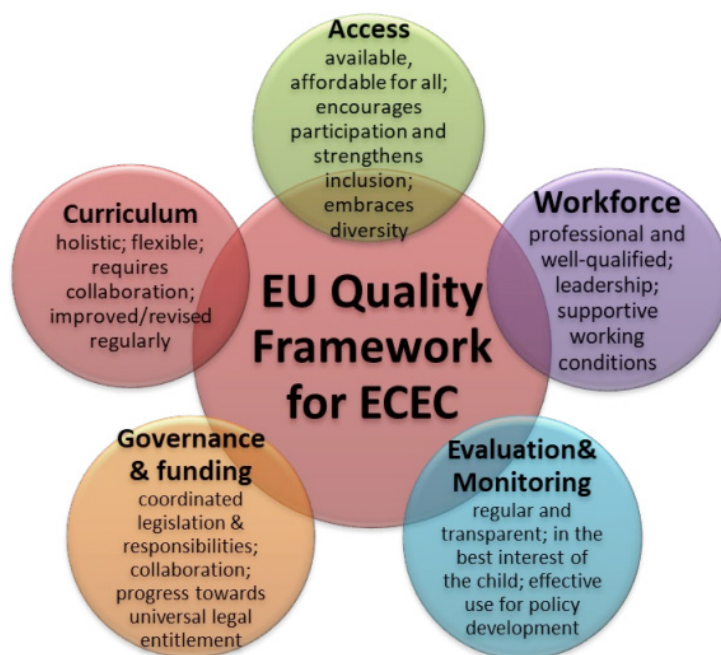 Access
available,
affordable for all;
encourages
participation and
strengthens
inclusion;
embraces
diversity
Curriculum
holistic; flexible;
requires
collaboration;
improved/revised
regularly
Workforce
professional and
well-qualified;
leadership;
supportive
working
conditions
EU Quality
Framework
for ECEC
Governance
& funding
coordinated
legislation &
responsibilities;
collaboration;
progress towards
universal legal
entitlement
Evaluation&
Monitoring
regular and
transparent; in the
best interest of
the child; effective
use for policy
development